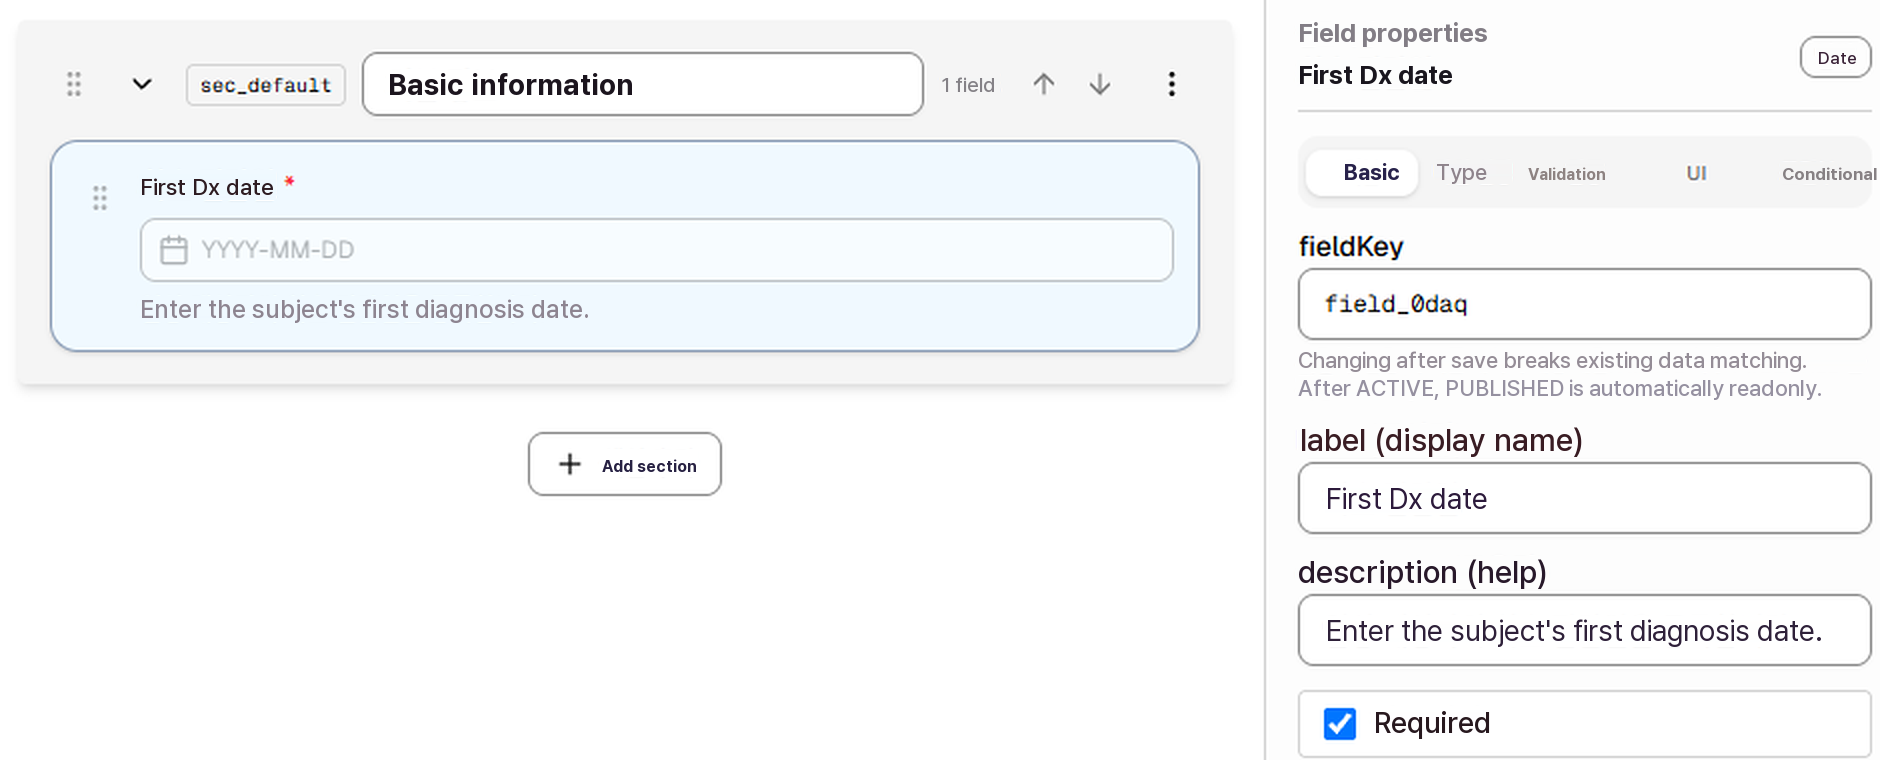 sec_default
Basic information
1 field
First Dx date *
YYYY-MM-DD
Enter the subject's first diagnosis date.
Add section
Field properties
First Dx date
Date
Basic Type Validation UI Conditional
fieldKey
field_0daq
Changing after save breaks existing data matching.
After ACTIVE, PUBLISHED is automatically readonly.
label (display name)
First Dx date
description (help)
Enter the subject's first diagnosis date.
Required